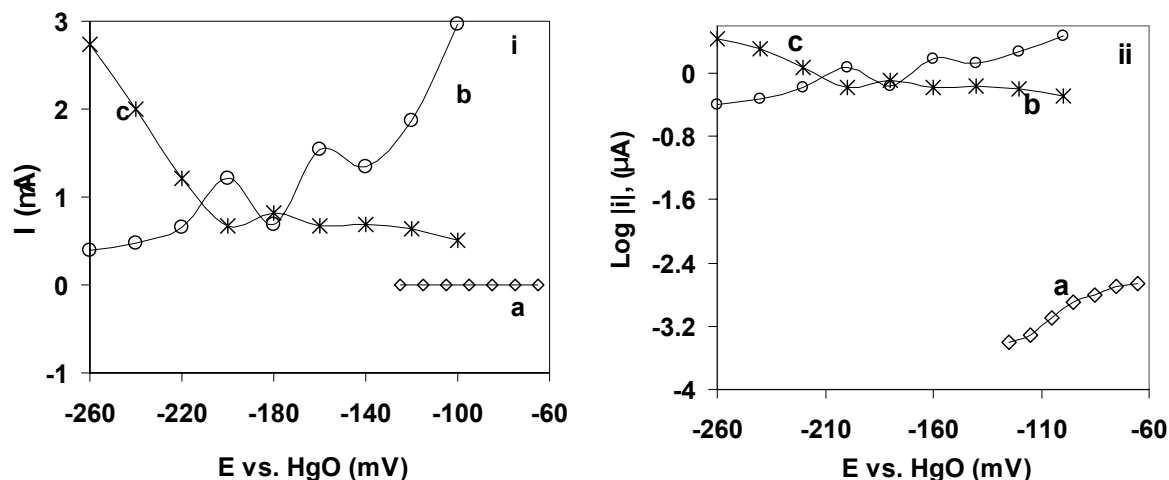 3
2
1
0
-1
I (mA)
i
b
c
a
-260 -220 -180 -140 -100 -60
E vs. HgO (mV)
0
-0.8
-1.6
-2.4
-3.2
-4
Log |i|, (µA)
ii
c
b
a
-260 -210 -160 -110 -60
E vs. HgO (mV)